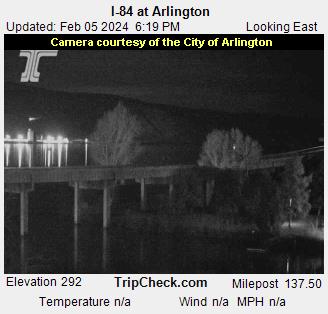 I-84 at Arlington
Updated: Feb 05 2024 6:19 PM Looking East
Camera courtesy of the City of Arlington
Elevation 292 TripCheck.com Milepost 137.50
Temperature n/a Wind n/a MPH n/a